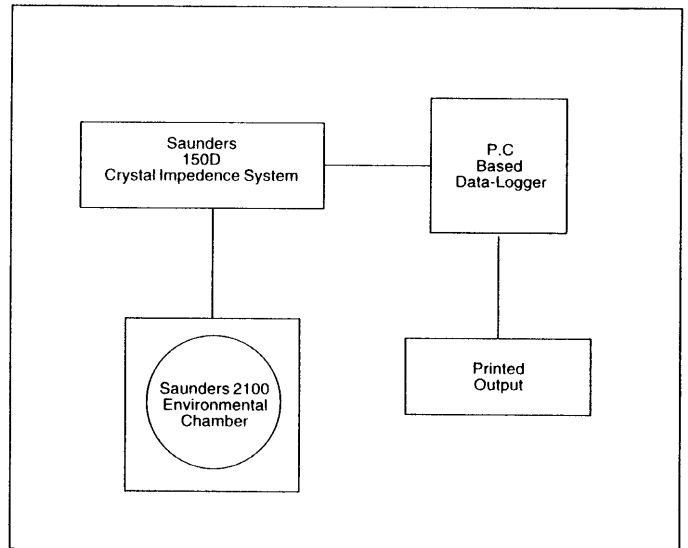 Saunders
150D
Crystal Impedence System
P.C
Based
Data-Logger
Saunders 2100
Environmental
Chamber
Printed
Output